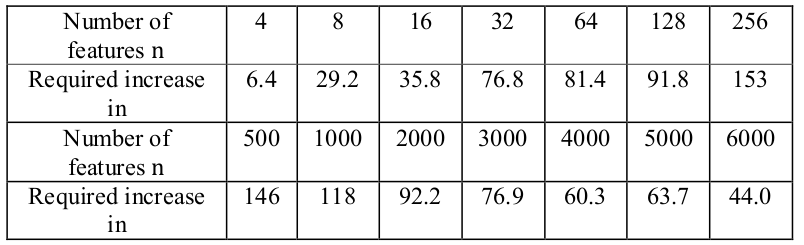 Number of features n 4 8 16 32 64 128 256
Required increase in 6.4 29.2 35.8 76.8 81.4 91.8 153
Number of features n 500 1000 2000 3000 4000 5000 6000
Required increase in 146 118 92.2 76.9 60.3 63.7 44.0